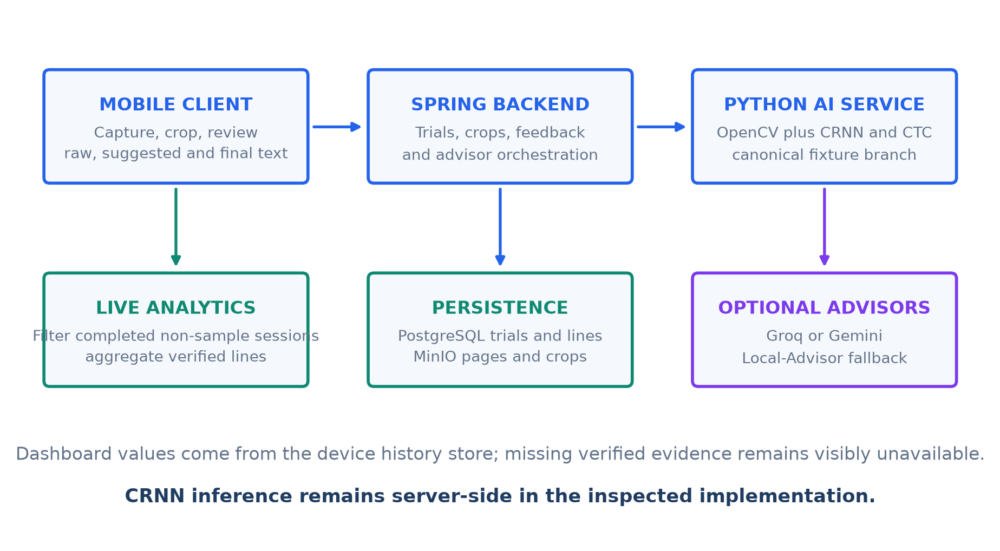 MOBILE CLIENT
Capture, crop, review
raw, suggested and final text
SPRING BACKEND
Trials, crops, feedback
and advisor orchestration
PYTHON AI SERVICE
OpenCV plus CRNN and CTC
canonical fixture branch
LIVE ANALYTICS
Filter completed non-sample sessions
aggregate verified lines
PERSISTENCE
PostgreSQL trials and lines
MinIO pages and crops
OPTIONAL ADVISORS
Groq or Gemini
Local-Advisor fallback
Dashboard values come from the device history store; missing verified evidence remains visibly unavailable.
CRNN inference remains server-side in the inspected implementation.